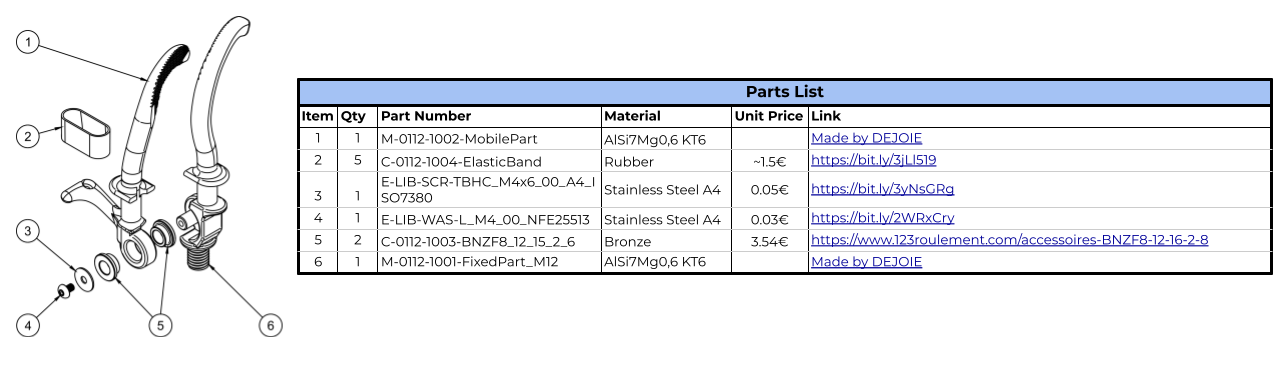 1
2
3
4
5
6
Parts List
Item Qty Part Number Material Unit Price Link
1 1 M-0112-1002-MobilePart AlSi7Mg0,6 KT6 Made by DEJOIE
2 5 C-0112-1004-ElasticBand Rubber ~1.5€ https://bit.ly/3jLI519
3 1 E-LIB-SCR-TBHC_M4x6_00_A4_I
SO7380 Stainless Steel A4 0.05€ https://bit.ly/3yNsGRg
4 1 E-LIB-WAS-L_M4_00_NFE25513 Stainless Steel A4 0.03€ https://bit.ly/2WRxCry
5 2 C-0112-1003-BNZF8_12_15_2_6 Bronze 3.54€ https://www.123roulement.com/accessoires-BNZF8-12-16-2-8
6 1 M-0112-1001-FixedPart_M12 AlSi7Mg0,6 KT6 Made by DEJOIE